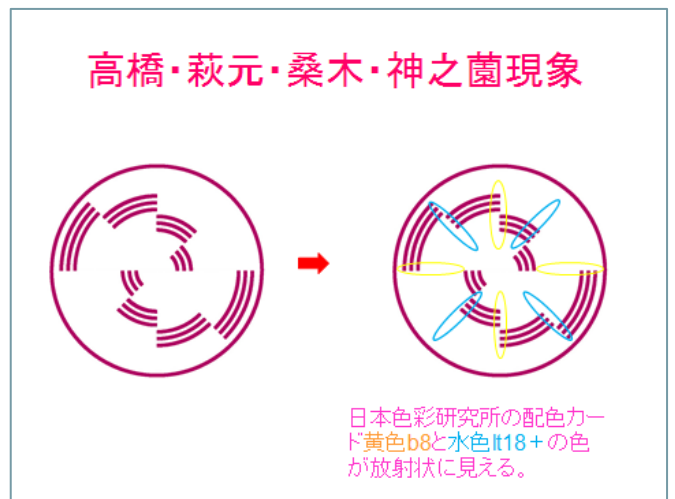 高橋・萩元・桑木・神之薗現象
日本色彩研究所の配色カー
ド黄色b8と水色lt18＋の色
が放射状に見える。